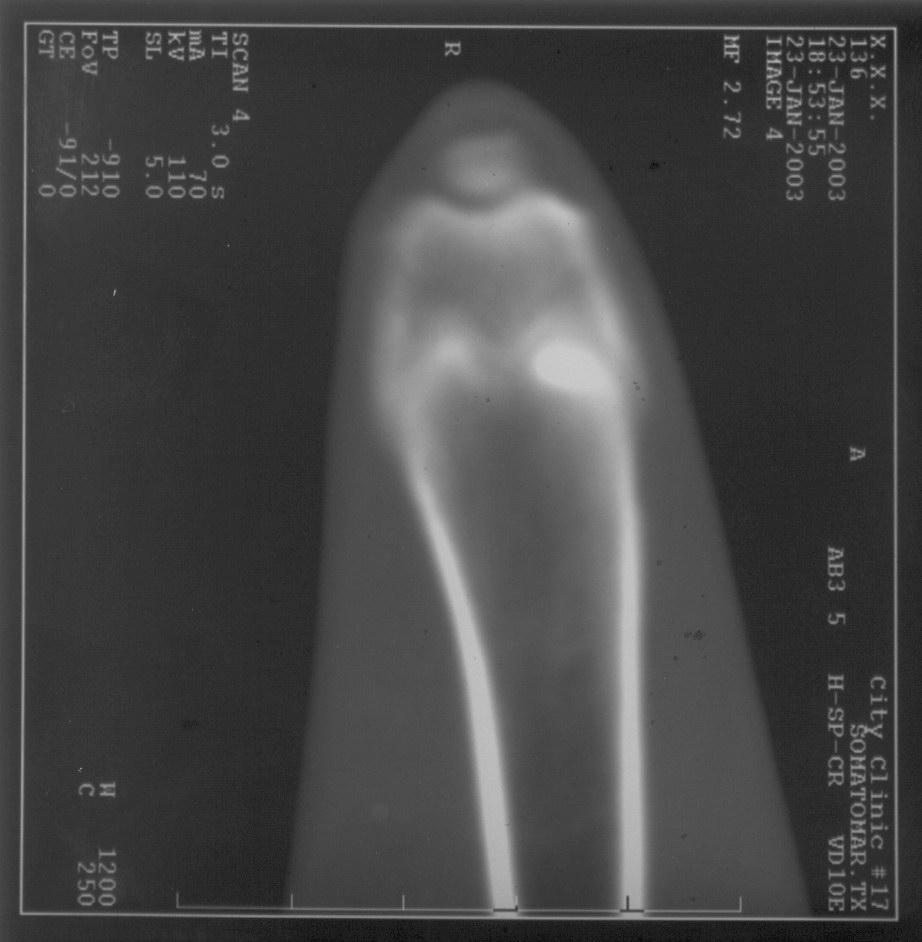 X.X.X.
136
23-JAN-2003
18:53:55
23-JAN-2003
IMAGE 4
MF 2.72
City Clinic #17
SOMATOMAR.TX
H-SP-CR VD10E
A
AB3 5
R
SCAN 4
TI 3.0 S
mA 70
kV 110
SL 5.0
TP -910
FoV 212
CE -91/0
GT 0
W 1200
C 250